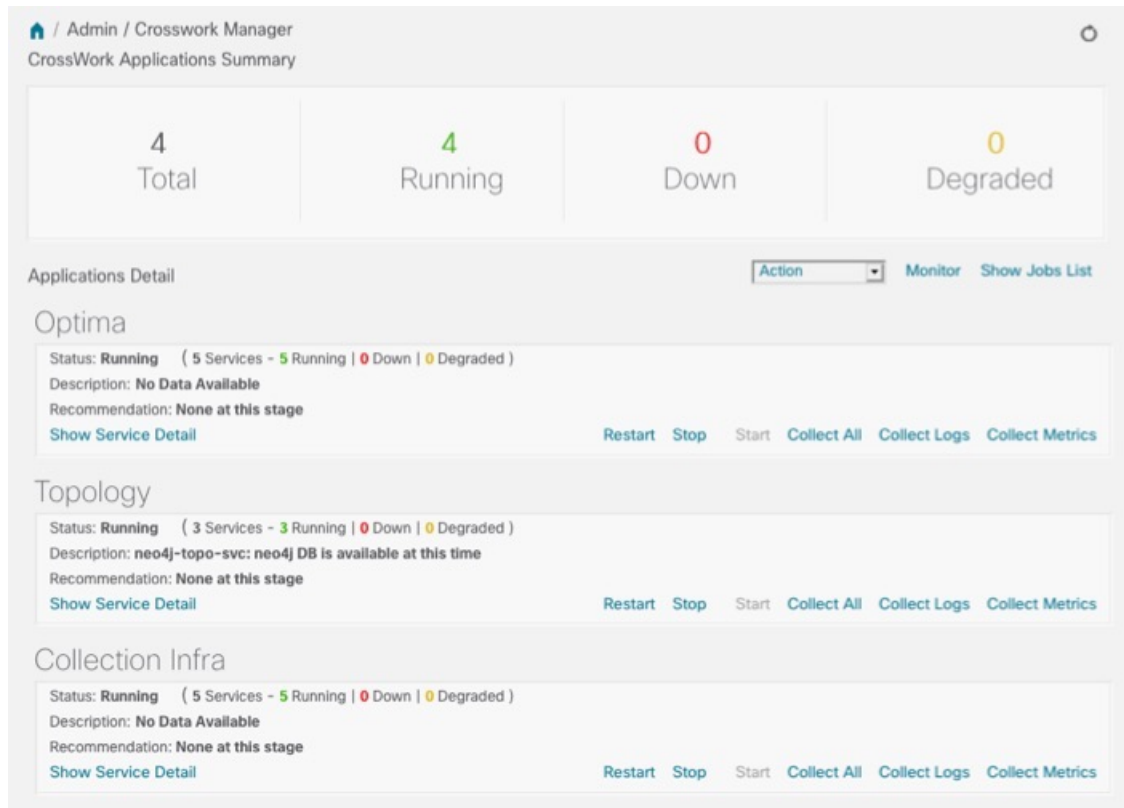 / Admin / Crosswork Manager
CrossWork Applications Summary
4
Total
4
Running
0
Down
0
Degraded
Applications Detail
Action
Monitor
Show Jobs List
Optima
Status: Running ( 5 Services - 5 Running | 0 Down | 0 Degraded )
Description: No Data Available
Recommendation: None at this stage
Show Service Detail Restart Stop Start Collect All Collect Logs Collect Metrics
Topology
Status: Running ( 3 Services - 3 Running | 0 Down | 0 Degraded )
Description: neo4j-topo-svc: neo4j DB is available at this time
Recommendation: None at this stage
Show Service Detail Restart Stop Start Collect All Collect Logs Collect Metrics
Collection Infra
Status: Running ( 5 Services - 5 Running | 0 Down | 0 Degraded )
Description: No Data Available
Recommendation: None at this stage
Show Service Detail Restart Stop Start Collect All Collect Logs Collect Metrics